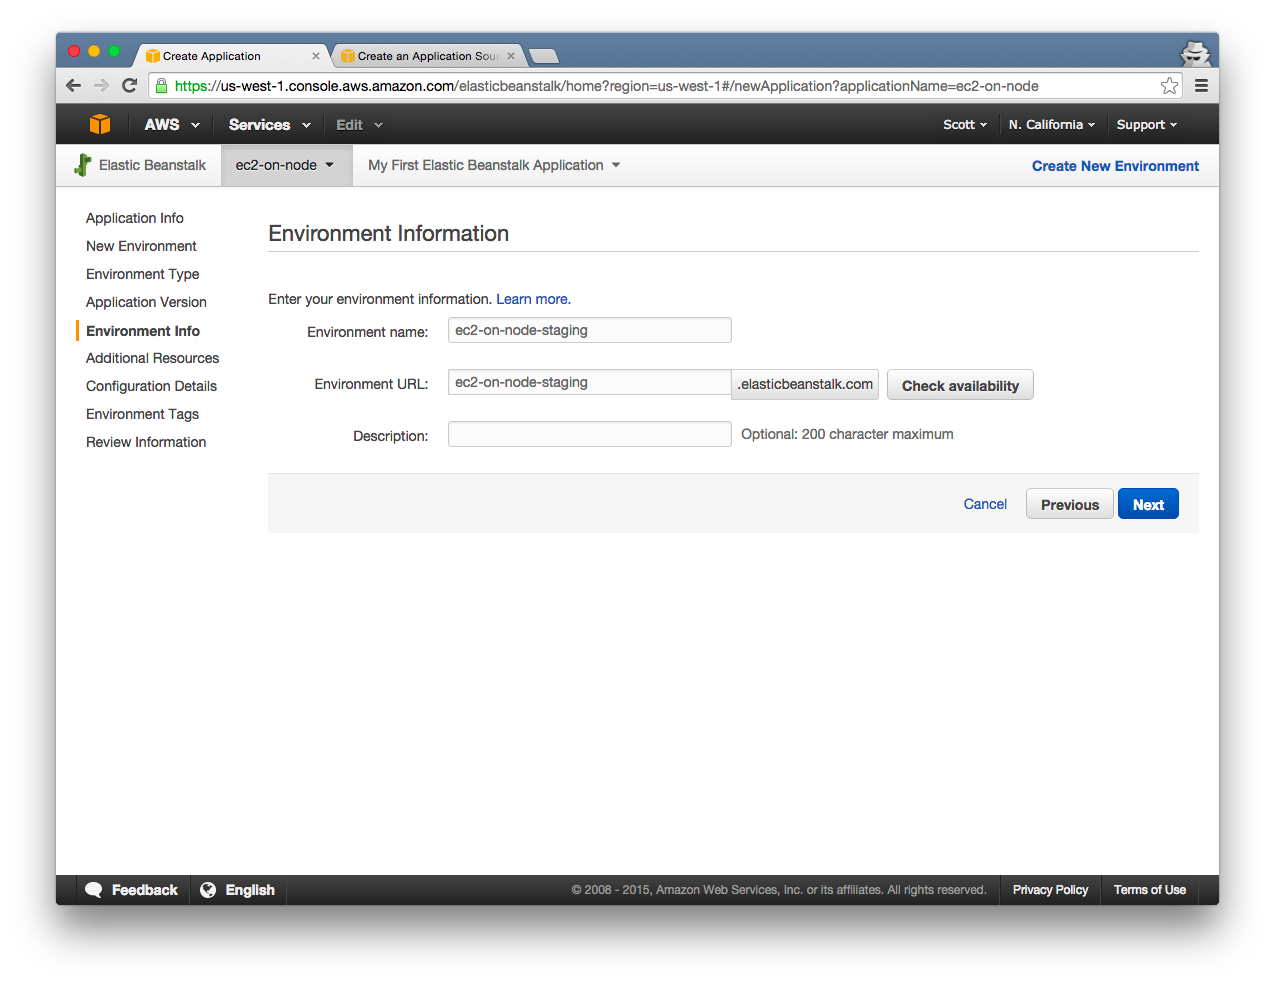 Create Application
Create an Application Sour
https://us-west-1.console.aws.amazon.com/elasticbeanstalk/home?region=us-west-1#/newApplication?applicationName=ec2-on-node
AWS Services Edit Scott N. California Support
Elastic Beanstalk ec2-on-node My First Elastic Beanstalk Application Create New Environment
Application Info
New Environment
Environment Type
Application Version
Environment Info
Additional Resources
Configuration Details
Environment Tags
Review Information
Environment Information
Enter your environment information. Learn more.
Environment name: ec2-on-node-staging
Environment URL: ec2-on-node-staging .elasticbeanstalk.com Check availability
Description: Optional: 200 character maximum
Cancel Previous Next
Feedback English © 2008 - 2015, Amazon Web Services, Inc. or its affiliates. All rights reserved. Privacy Policy Terms of Use